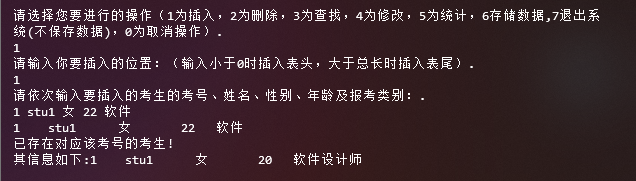 请选择您要进行的操作（1为插入，2为删除，3为查找，4为修改，5为统计，6存储数据,7退出系
统(不保存数据)，0为取消操作）.
1
请输入你要插入的位置：（输入小于0时插入表头，大于总长时插入表尾）.
1
请依次输入要插入的考生的考号、姓名、性别、年龄及报考类别：.
1 stu1 女 22 软件
1    stu1      女       22   软件
已存在对应该考号的考生!
其信息如下:1    stu1      女       20   软件设计师